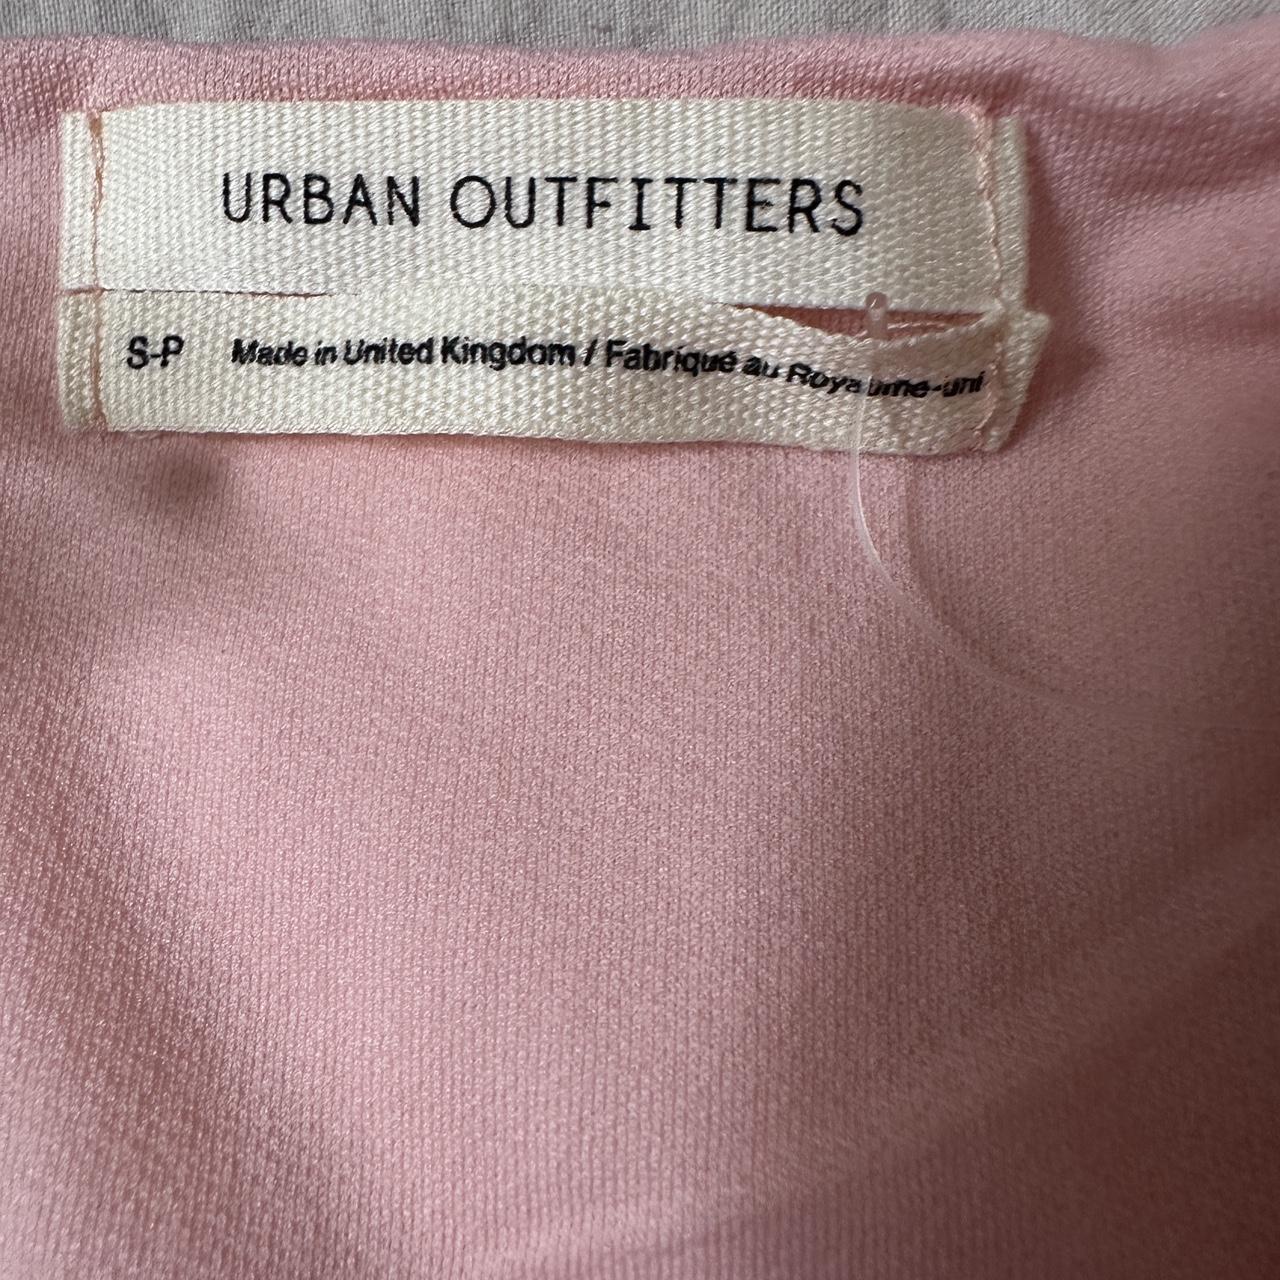 URBAN OUTFITTERS
S-P Made in United Kingdom / Fabriqué au Royaume-uni